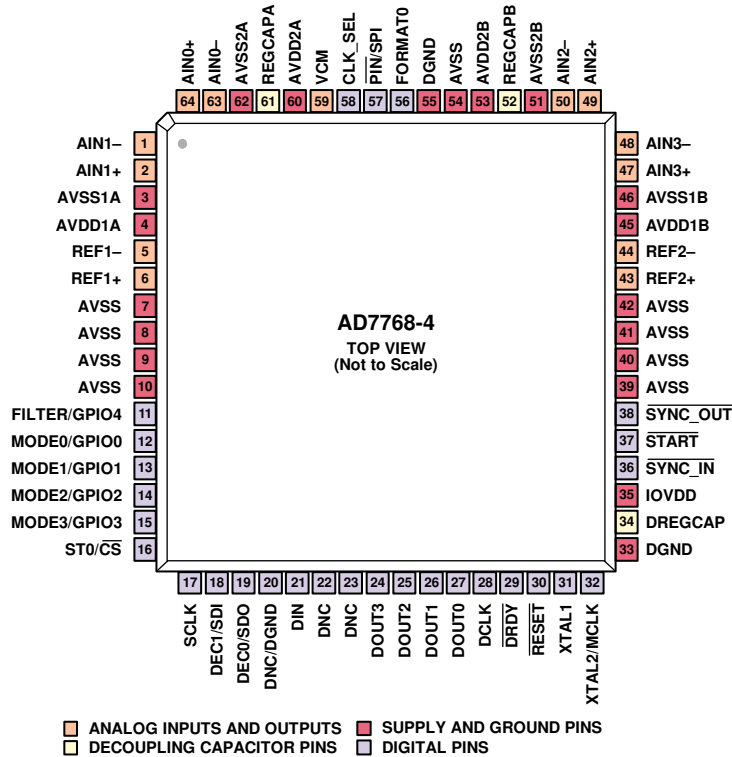 AIN0+
AIN0–
AVSS2A
REGCAPA
AVDD2A
VCM
CLK_SEL
PIN/SPI
FORMAT0
DGND
AVSS
AVDD2B
REGCAPB
AVSS2B
AIN2–
AIN2+
64 63 62 61 60 59 58 57 56 55 54 53 52 51 50 49
AIN1– 1
AIN1+ 2
AVSS1A 3
AVDD1A 4
REF1– 5
REF1+ 6
AVSS 7
AVSS 8
AVSS 9
AVSS 10
FILTER/GPIO4 11
MODE0/GPIO0 12
MODE1/GPIO1 13
MODE2/GPIO2 14
MODE3/GPIO3 15
ST0/CS 16
AD7768-4
TOP VIEW
(Not to Scale)
48 AIN3–
47 AIN3+
46 AVSS1B
45 AVDD1B
44 REF2–
43 REF2+
42 AVSS
41 AVSS
40 AVSS
39 AVSS
38 SYNC_OUT
37 START
36 SYNC_IN
35 IOVDD
34 DREGCAP
33 DGND
17 18 19 20 21 22 23 24 25 26 27 28 29 30 31 32
SCLK
DEC1/SDI
DEC0/SDO
DNC/DGND
DIN
DNC
DNC
DOUT3
DOUT2
DOUT1
DOUT0
DCLK
DRDY
RESET
XTAL1
XTAL2/MCLK
ANALOG INPUTS AND OUTPUTS
SUPPLY AND GROUND PINS
DECOUPLING CAPACITOR PINS
DIGITAL PINS